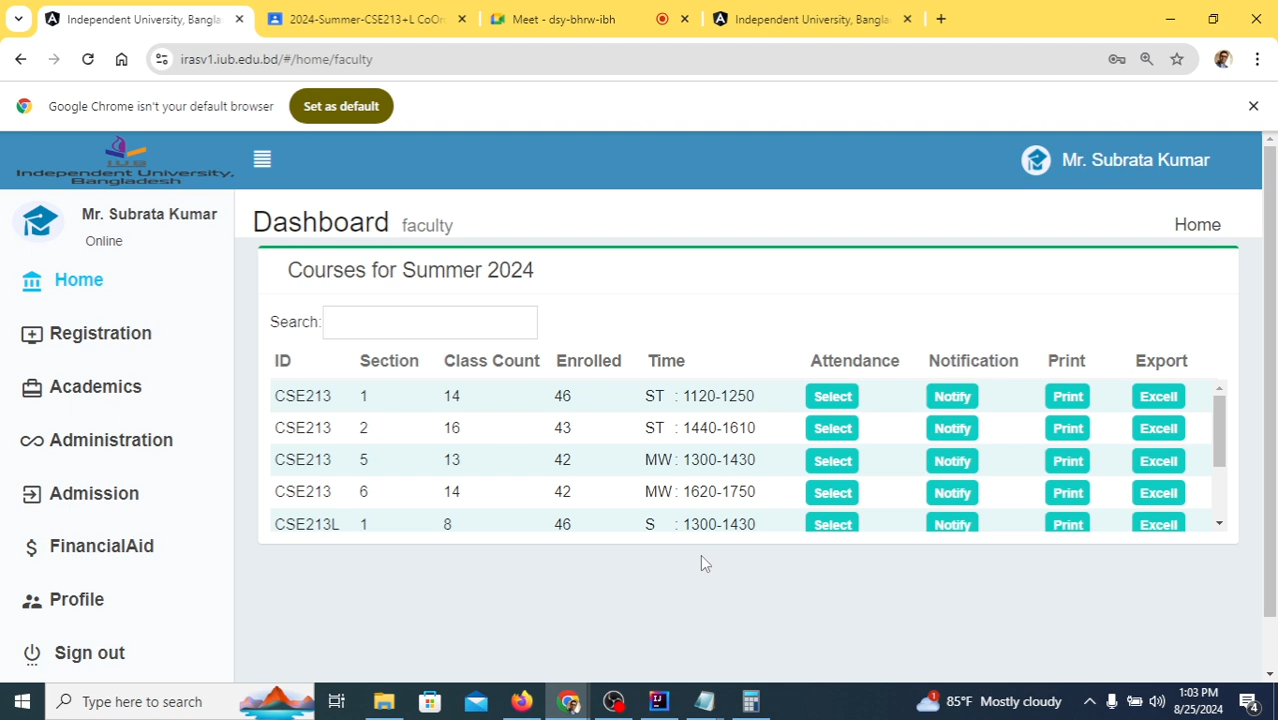 Independent University, Bangla
2024-Summer-CSE213+L CoOr
Meet - dsy-bhrw-ibh
Independent University, Bangla
irasv1.iub.edu.bd/#/home/faculty
Google Chrome isn't your default browser
Set as default
I U B
Independent University,
Bangladesh
Mr. Subrata Kumar
Mr. Subrata Kumar
Online
Home
Registration
Academics
Administration
Admission
FinancialAid
Profile
Sign out
Dashboard faculty
Home
Courses for Summer 2024
Search:
ID Section Class Count Enrolled Time Attendance Notification Print Export
CSE213 1 14 46 ST : 1120-1250 Select Notify Print Excell
CSE213 2 16 43 ST : 1440-1610 Select Notify Print Excell
CSE213 5 13 42 MW : 1300-1430 Select Notify Print Excell
CSE213 6 14 42 MW : 1620-1750 Select Notify Print Excell
CSE213L 1 8 46 S : 1300-1430 Select Notify Print Excell
Type here to search
1
85°F Mostly cloudy
1:03 PM
8/25/2024
4